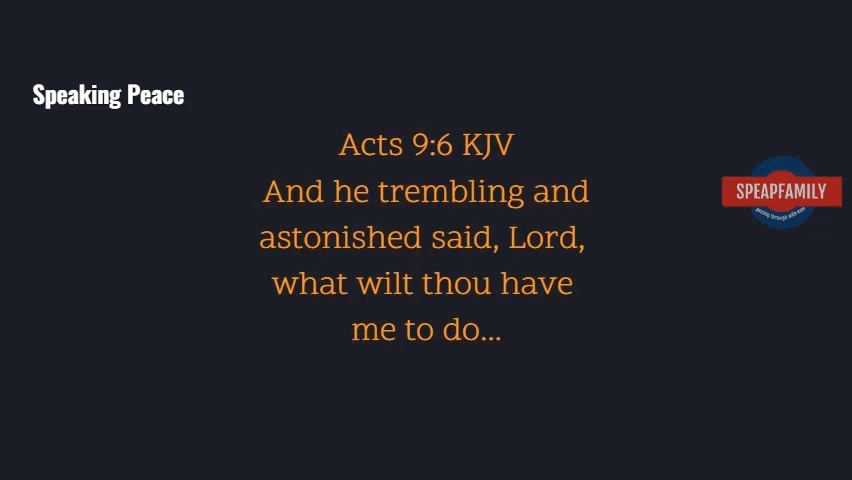 Speaking Peace
Acts 9:6 KJV
And he trembling and
astonished said, Lord,
what wilt thou have
me to do...
SPEAPFAMILY